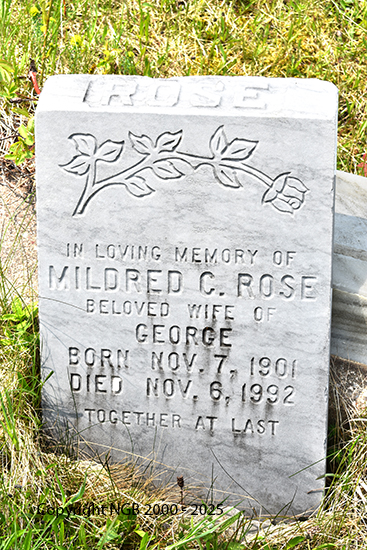 ROSE
IN LOVING MEMORY OF
MILDRED C. ROSE
BELOVED WIFE OF
GEORGE
BORN NOV. 7, 1901
DIED NOV. 6, 1992
TOGETHER AT LAST
Copyright NGR 2000 - 2025